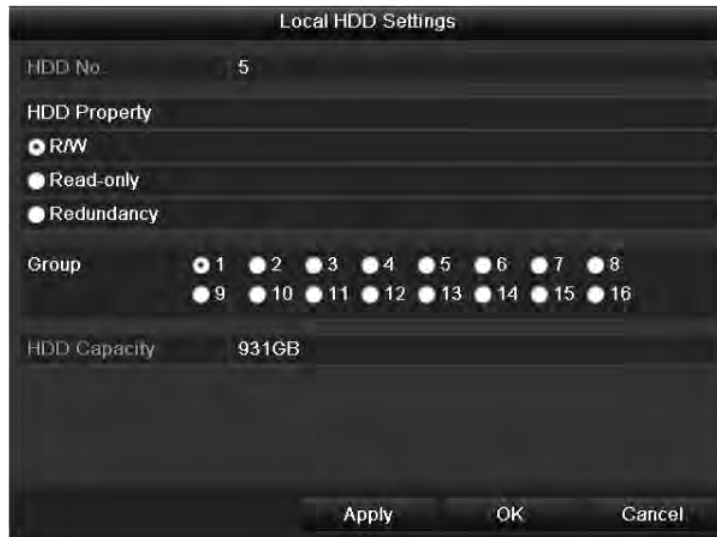 Local HDD Settings
HDD No. 5
HDD Property
R/W
Read-only
Redundancy
Group 1 2 3 4 5 6 7 8
9 10 11 12 13 14 15 16
HDD Capacity 931GB
Apply OK Cancel